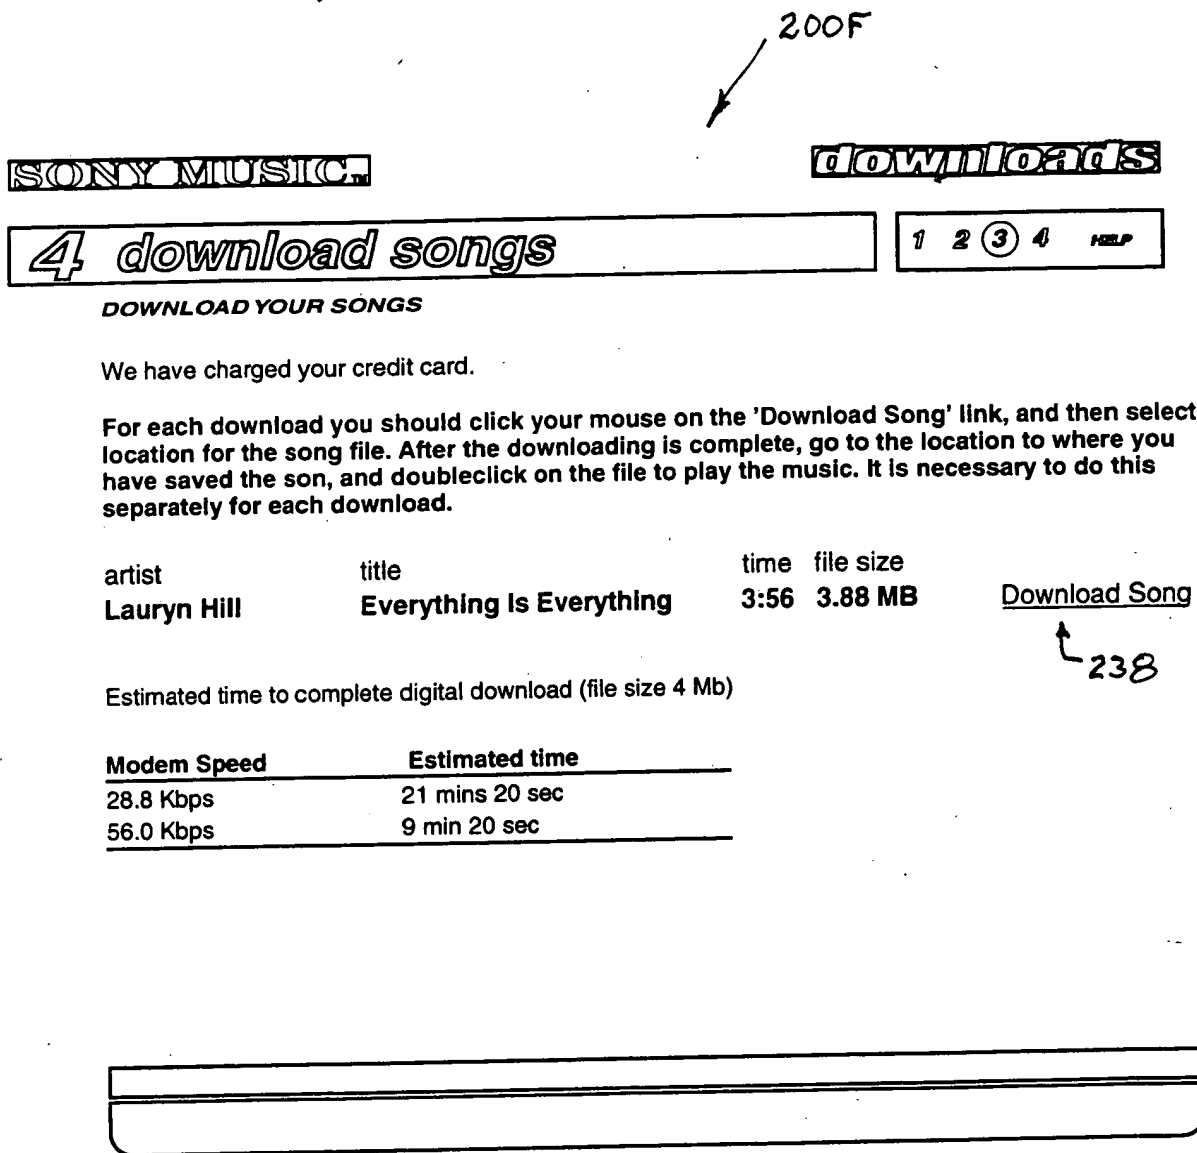 200F
SONY MUSIC™ downloads
4 download songs 1 2 3 4 HELP
DOWNLOAD YOUR SONGS
We have charged your credit card.
For each download you should click your mouse on the 'Download Song' link, and then select
location for the song file. After the downloading is complete, go to the location to where you
have saved the son, and doubleclick on the file to play the music. It is necessary to do this
separately for each download.
artist title time file size
Lauryn Hill Everything Is Everything 3:56 3.88 MB Download Song
238
Estimated time to complete digital download (file size 4 Mb)
Modem Speed Estimated time
28.8 Kbps 21 mins 20 sec
56.0 Kbps 9 min 20 sec